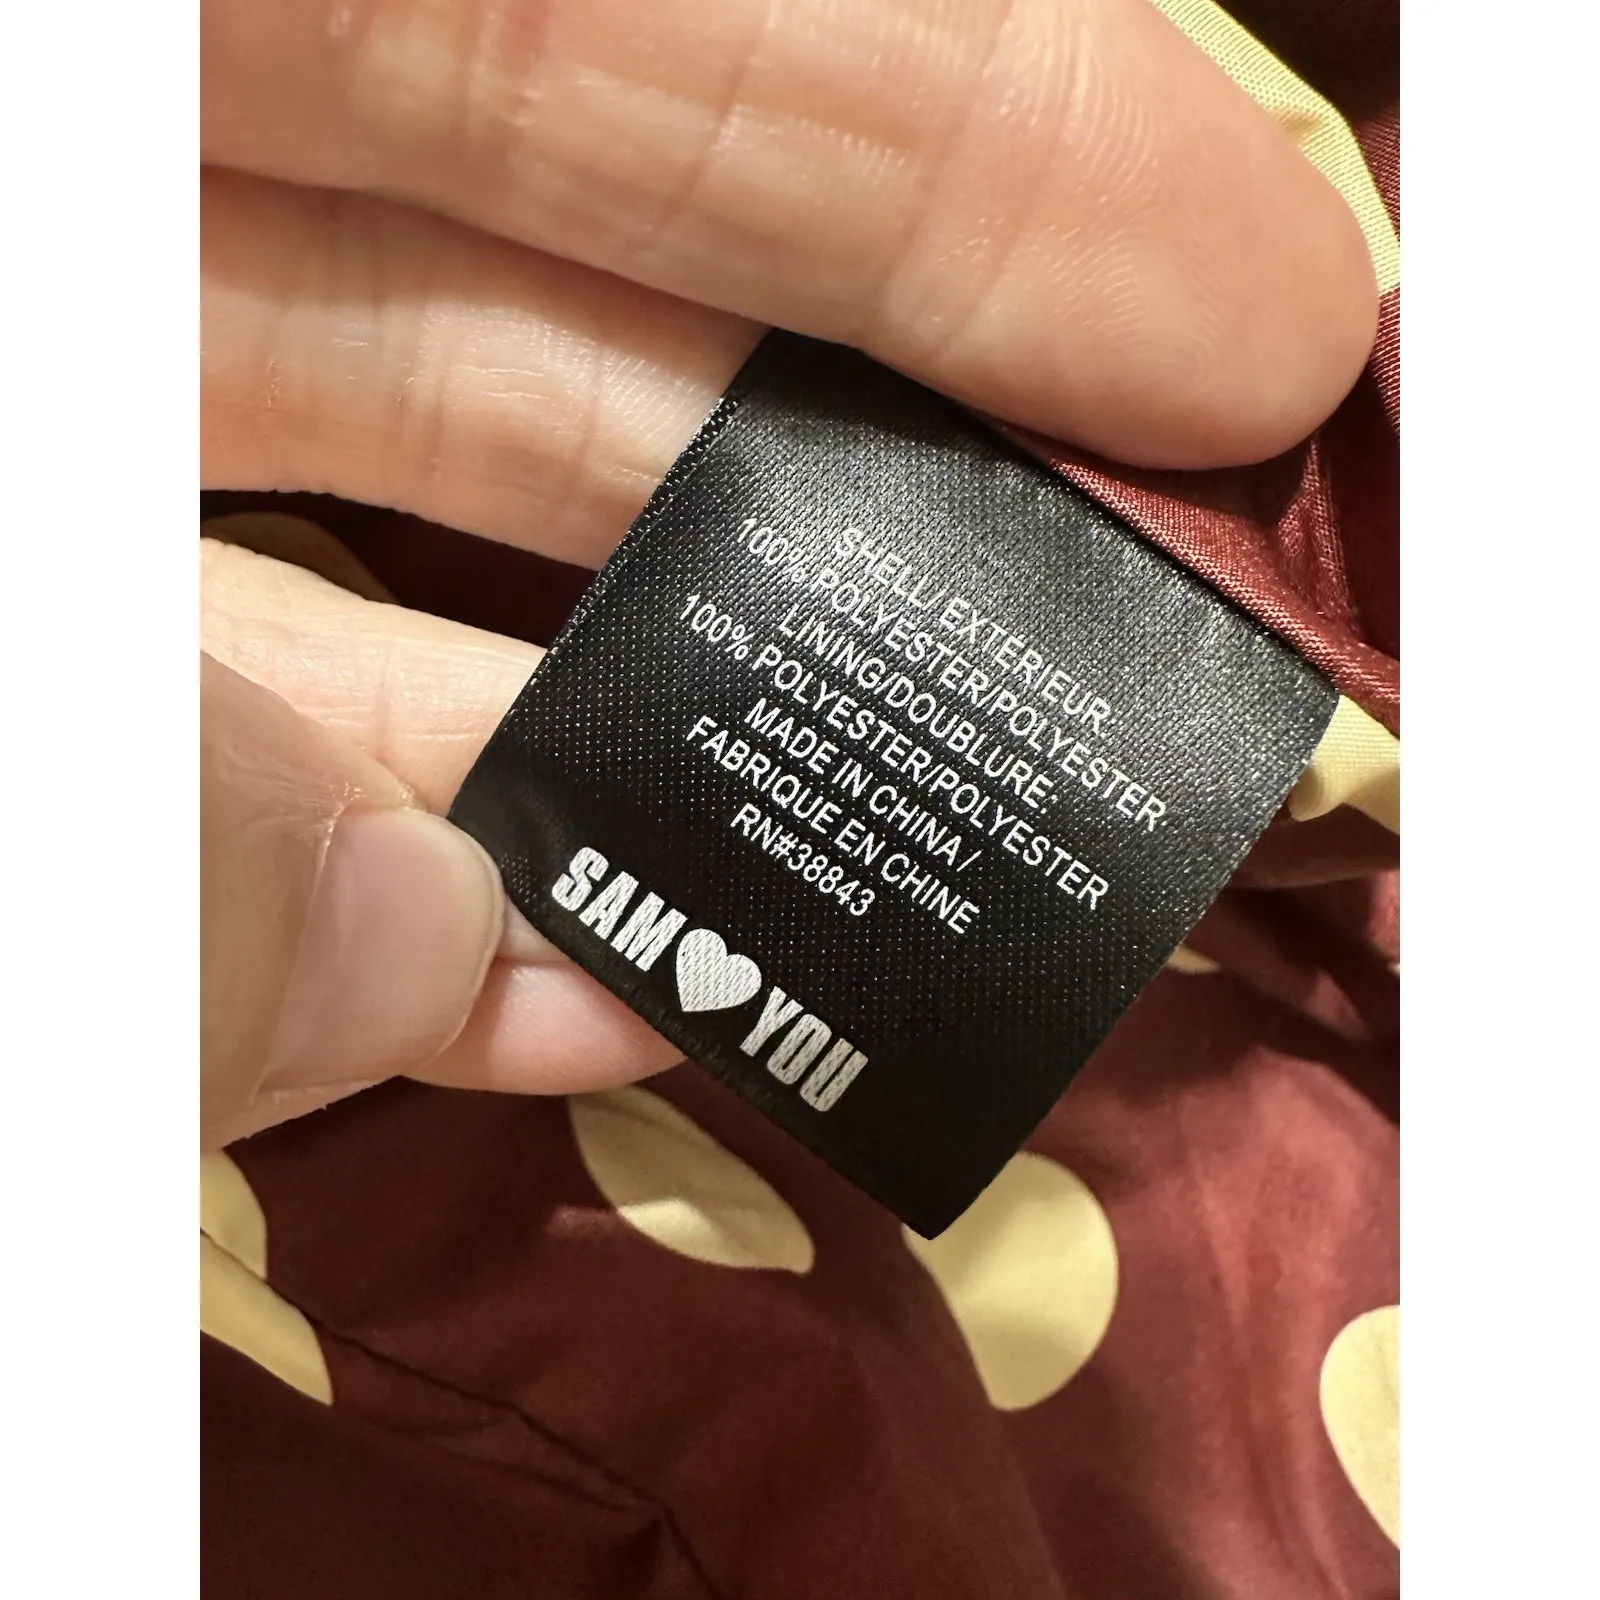 SHELL/ EXTÉRIEUR:
100% POLYESTER/POLYESTER
LINING/DOUBLURE:
100% POLYESTER/POLYESTER
MADE IN CHINA /
FABRIQUE EN CHINE
RN#38843
SAM♥YOU